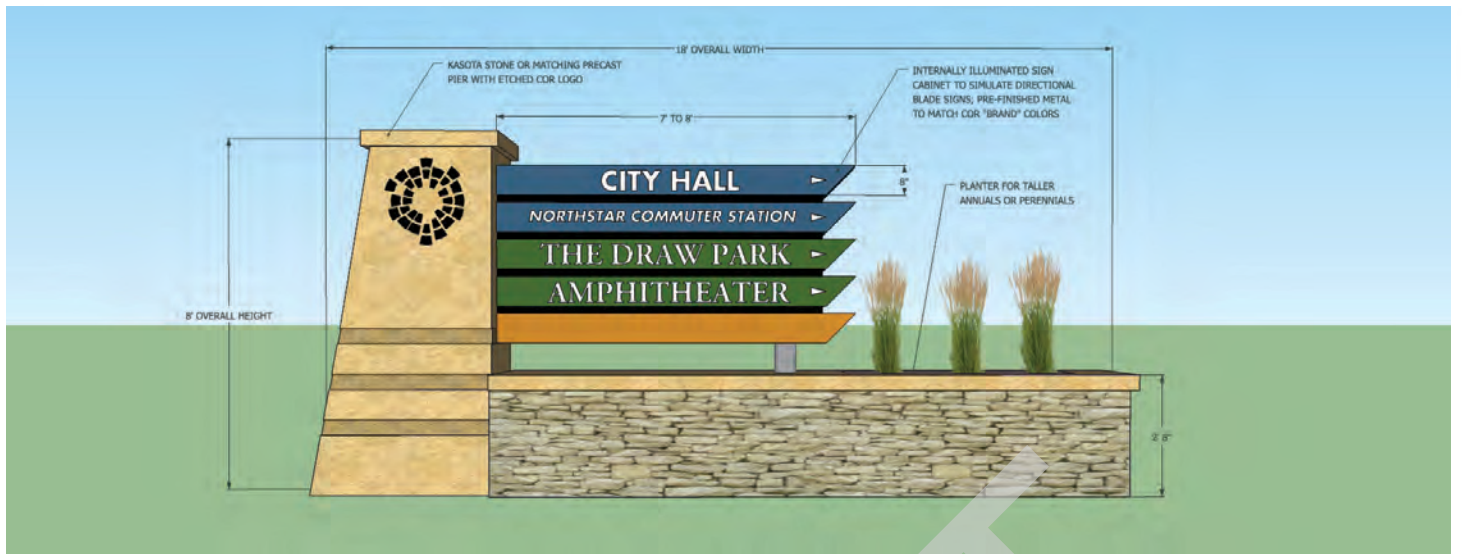 18' OVERALL WIDTH
KASOTA STONE OR MATCHING PRECAST
PIER WITH ETCHED COR LOGO
INTERNALLY ILLUMINATED SIGN
CABINET TO SIMULATE DIRECTIONAL
BLADE SIGNS; PRE-FINISHED METAL
TO MATCH COR "BRAND" COLORS
7' TO 8'
CITY HALL
8"
NORTHSTAR COMMUTER STATION
PLANTER FOR TALLER
ANNUALS OR PERENNIALS
THE DRAW PARK
AMPHITHEATER
8' OVERALL HEIGHT
2' 8"